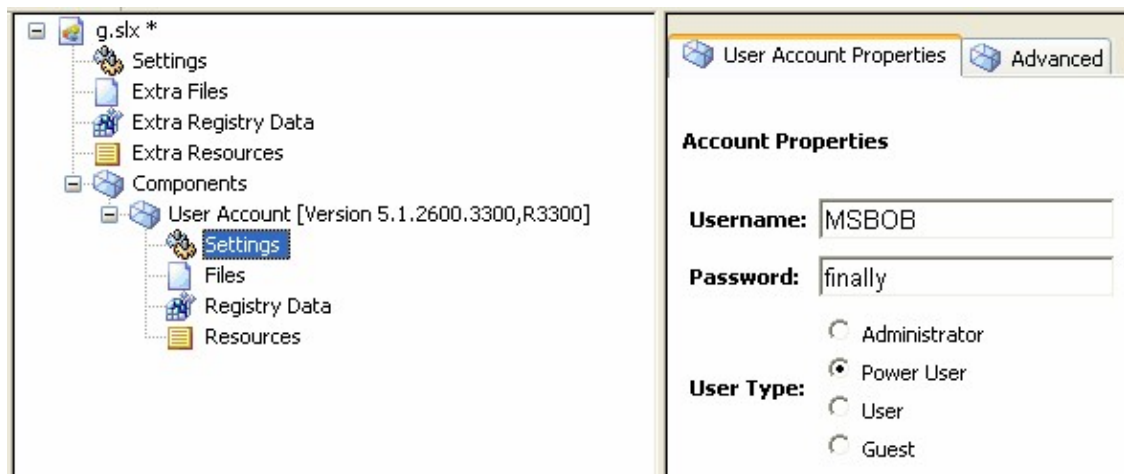 g.slx *
Settings
Extra Files
Extra Registry Data
Extra Resources
Components
User Account [Version 5.1.2600.3300,R3300]
Settings
Files
Registry Data
Resources
User Account Properties
Advanced
Account Properties
Username: MSBOB
Password: finally
User Type:
Administrator
Power User
User
Guest